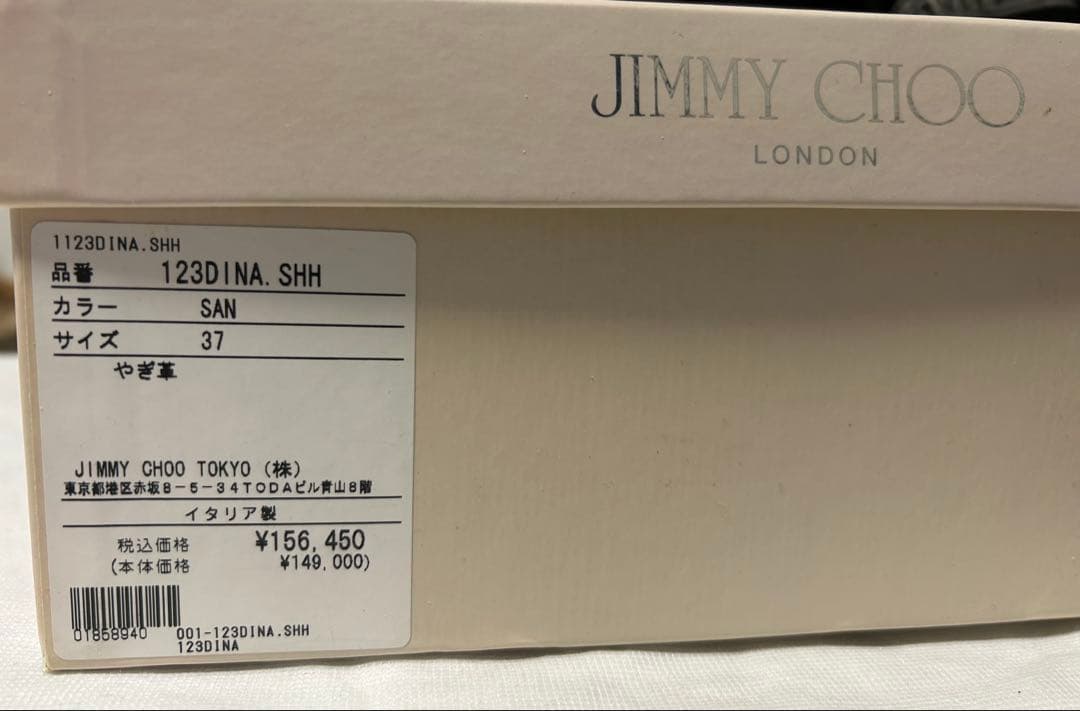 JIMMY CHOO
LONDON
1123DINA.SHH
品番 123DINA.SHH
カラー SAN
サイズ 37
やぎ革
JIMMY CHOO TOKYO (株)
東京都港区赤坂8-5-34TODAビル青山8階
イタリア製
税込価格 ¥156,450
(本体価格 ¥149,000)
01858940 001-123DINA.SHH
123DINA